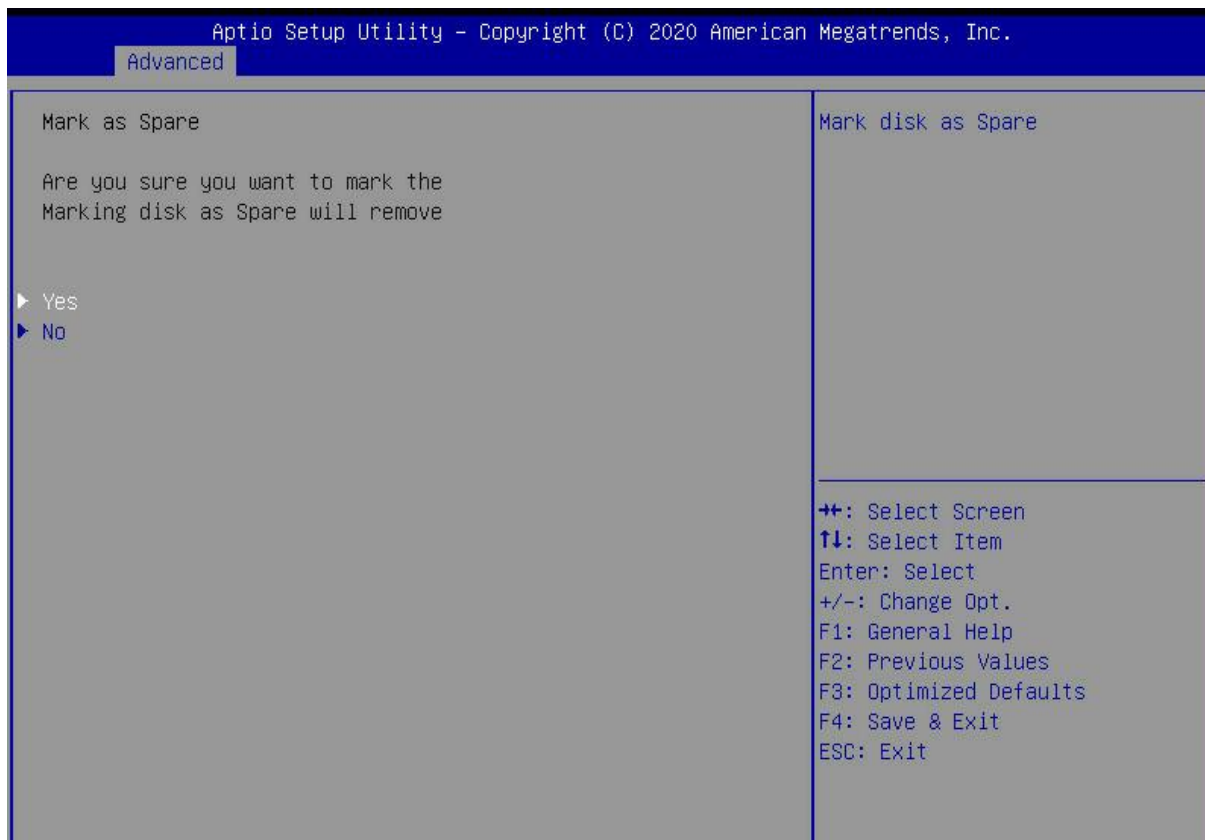 Aptio Setup Utility – Copyright (C) 2020 American Megatrends, Inc.
Advanced
Mark as Spare
Are you sure you want to mark the
Marking disk as Spare will remove
Yes
No
Mark disk as Spare
→←: Select Screen
↑↓: Select Item
Enter: Select
+/-: Change Opt.
F1: General Help
F2: Previous Values
F3: Optimized Defaults
F4: Save & Exit
ESC: Exit